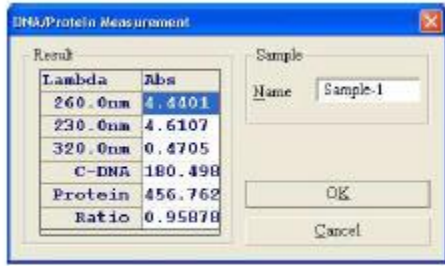 DNA/Protein Measurement
Result
Lambda Abs
260.0nm 4.4401
230.0nm 4.6107
320.0nm 0.4705
C-DNA 180.498
Protein 456.762
Ratio 0.95878
Sample
Name Sample-1
OK
Cancel